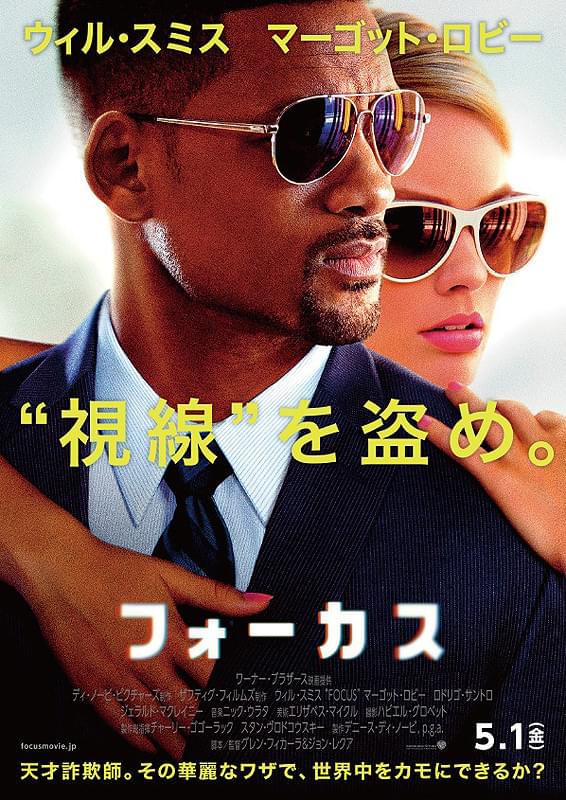 ウィル・スミス　マーゴット・ロビー
“視線”を盗め。
フォーカス
ワーナー・ブラザース映画提供
ディ・ノービ・ピクチャーズ製作　ザフティグ・フィルムズ製作　ウィル・スミス "FOCUS" マーゴット・ロビー　ロドリゴ・サントロ
ジェラルド・マクレイニー　音楽ニック・ウラタ　美術エリザベス・マイクル　撮影ハビエル・グロベット
製作総指揮チャーリー・ゴゴーラック　スタン・ヴロドコウスキー　製作デニース・ディ・ノービ, p.g.a.
脚本/監督グレン・フィカーラ&ジョン・レクア
focusmovie.jp
5.1(金)
天才詐欺師。その華麗なワザで、世界中をカモにできるか?